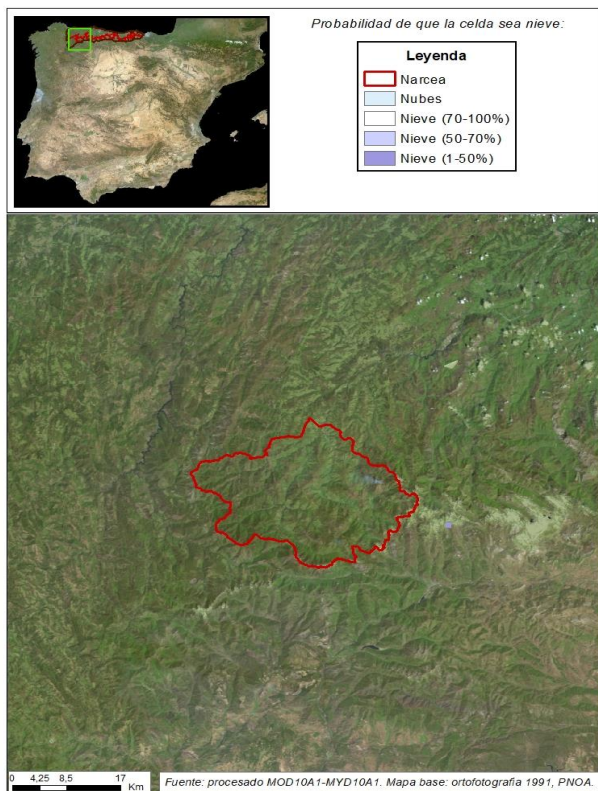 Probabilidad de que la celda sea nieve:
Leyenda
Narcea
Nubes
Nieve (70-100%)
Nieve (50-70%)
Nieve (1-50%)
0 4,25 8,5 17
Km
Fuente: procesado MOD10A1-MYD10A1. Mapa base: ortofotografía 1991, PNOA.